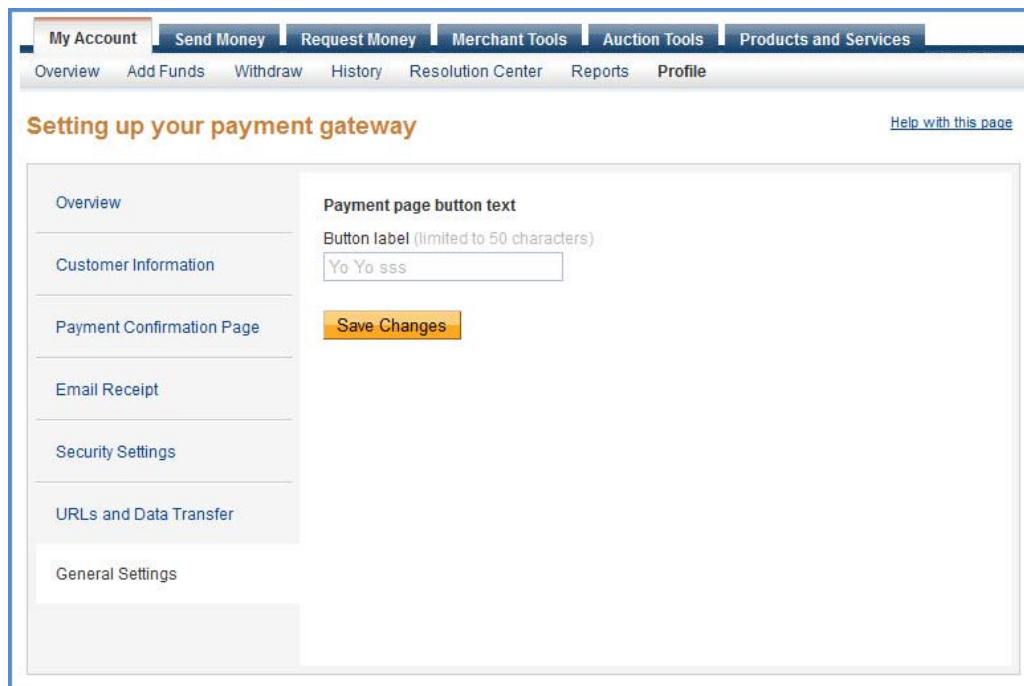 My Account Send Money Request Money Merchant Tools Auction Tools Products and Services
Overview Add Funds Withdraw History Resolution Center Reports Profile
Setting up your payment gateway
Help with this page
Overview
Customer Information
Payment Confirmation Page
Email Receipt
Security Settings
URLs and Data Transfer
General Settings
Payment page button text
Button label (limited to 50 characters)
Yo Yo sss
Save Changes